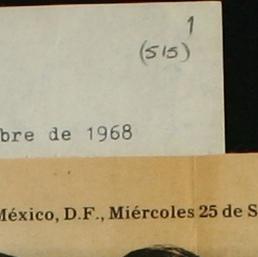 1
(515)
bre de 1968
México, D.F., Miércoles 25 de S